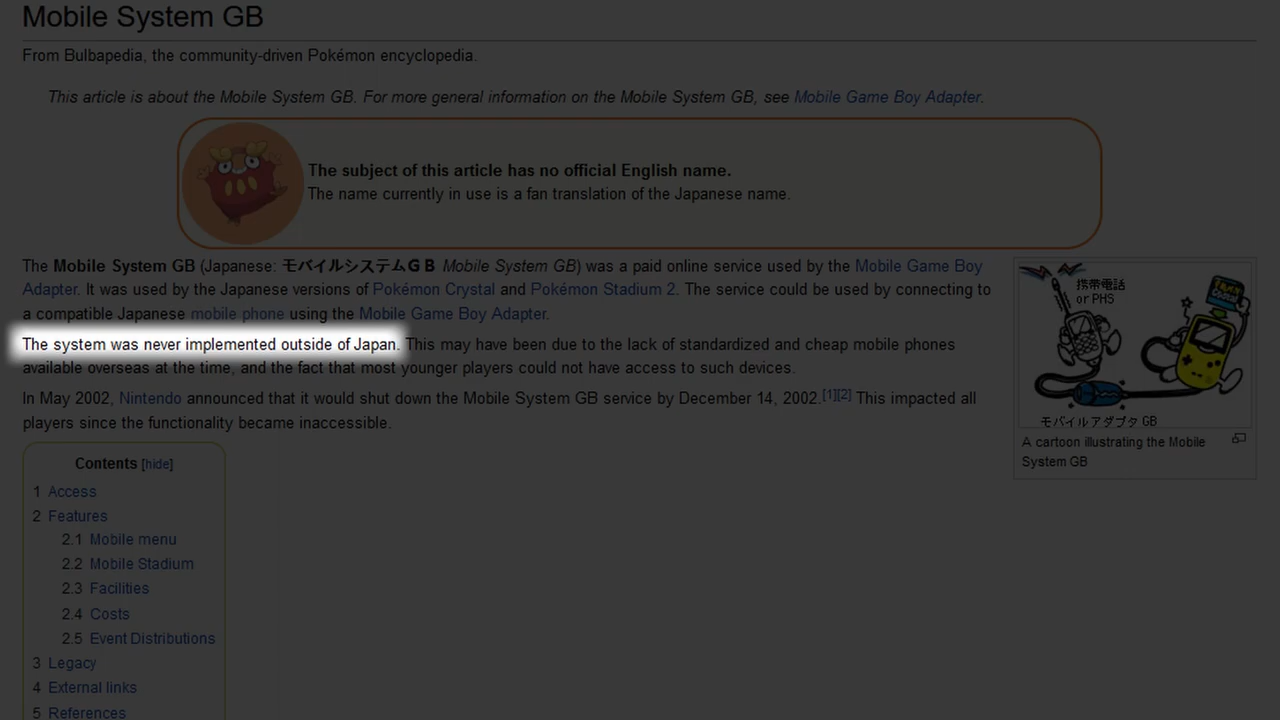 Mobile System GB
From Bulbapedia, the community-driven Pokémon encyclopedia.
This article is about the Mobile System GB. For more general information on the Mobile System GB, see Mobile Game Boy Adapter.
The subject of this article has no official English name.
The name currently in use is a fan translation of the Japanese name.
The Mobile System GB (Japanese: モバイルシステムＧＢ Mobile System GB) was a paid online service used by the Mobile Game Boy
Adapter. It was used by the Japanese versions of Pokémon Crystal and Pokémon Stadium 2. The service could be used by connecting to
a compatible Japanese mobile phone using the Mobile Game Boy Adapter.
The system was never implemented outside of Japan. This may have been due to the lack of standardized and cheap mobile phones
available overseas at the time, and the fact that most younger players could not have access to such devices.
In May 2002, Nintendo announced that it would shut down the Mobile System GB service by December 14, 2002.[1][2] This impacted all
players since the functionality became inaccessible.
携帯電話
or PHS
モバイルアダプタ GB
A cartoon illustrating the Mobile
System GB
Contents [hide]
1 Access
2 Features
2.1 Mobile menu
2.2 Mobile Stadium
2.3 Facilities
2.4 Costs
2.5 Event Distributions
3 Legacy
4 External links
5 References